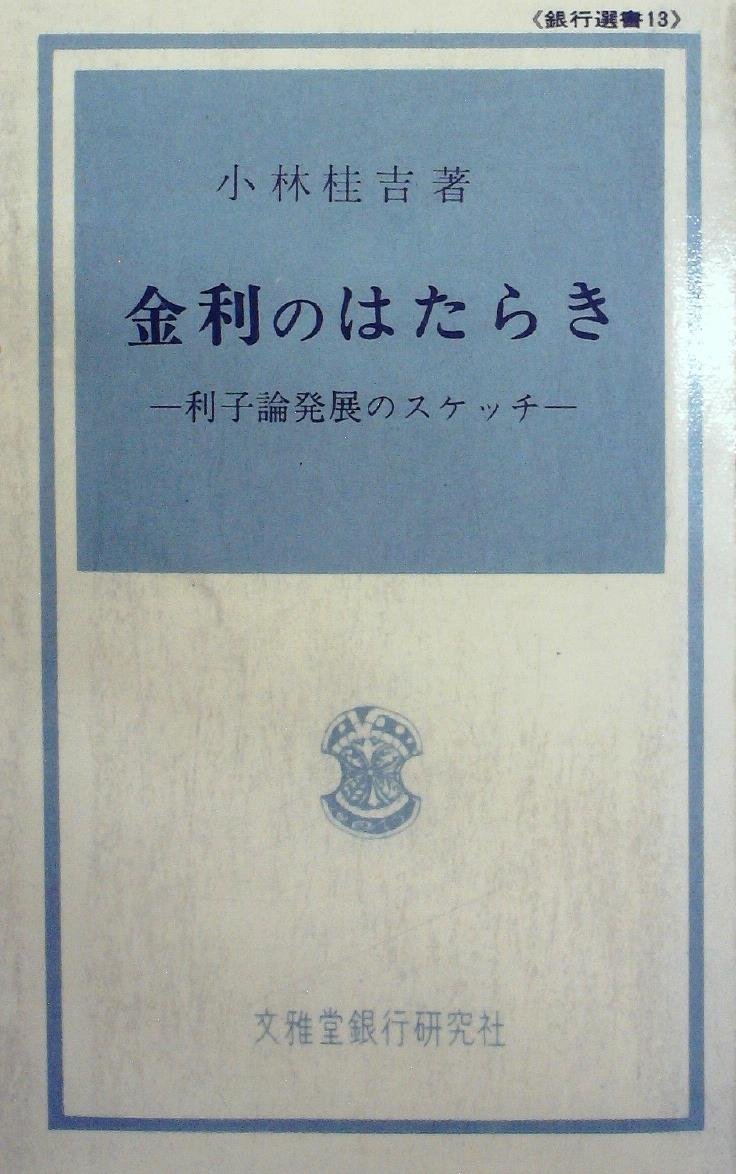 《銀行選書13》
小林桂吉著
金利のはたらき
―利子論発展のスケッチ―
文雅堂銀行研究社